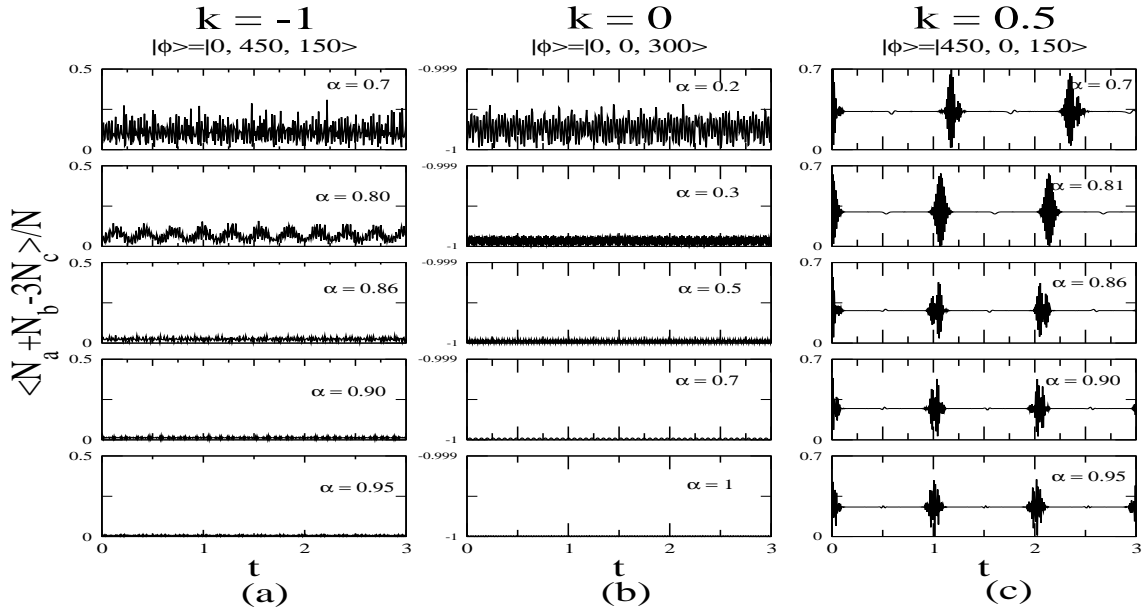 k = -1 k = 0 k = 0.5
|ϕ>=|0, 450, 150> |ϕ>=|0, 0, 300> |ϕ>=|450, 0, 150>
<N_a+N_b-3N_c>/N
0.5 α = 0.7 0
0.5 α = 0.80 0
0.5 α = 0.86 0
0.5 α = 0.90 0
0.5 α = 0.95 0
0 1 2 3
t
(a)
-0.999 α = 0.2 -1
-0.999 α = 0.3 -1
-0.999 α = 0.5 -1
-0.999 α = 0.7 -1
-0.999 α = 1 -1
0 1 2 3
t
(b)
0.7 α = 0.7 0
0.7 α = 0.81 0
0.7 α = 0.86 0
0.7 α = 0.90 0
0.7 α = 0.95 0
0 1 2 3
t
(c)